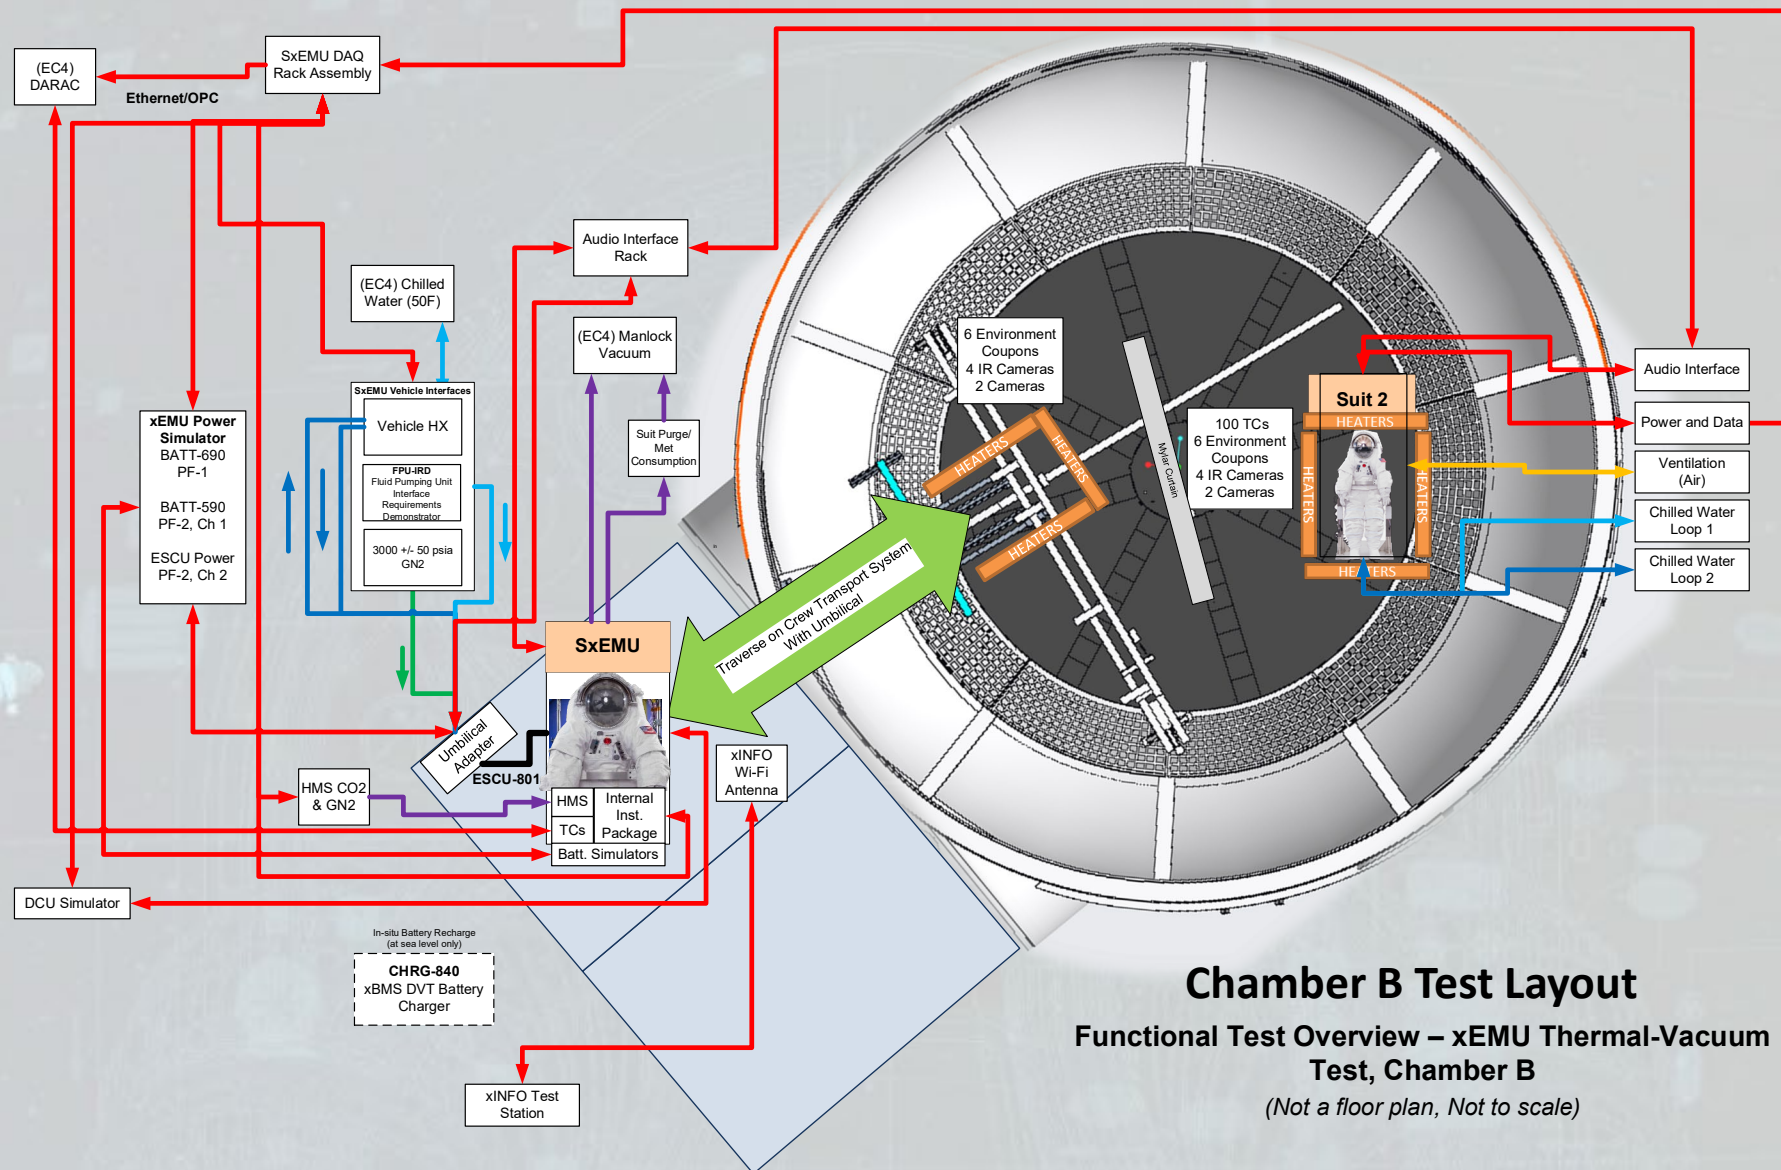 (EC4)
DARAC
SxEMU DAQ
Rack Assembly
Ethernet/OPC
Audio Interface
Rack
(EC4) Chilled
Water (50F)
(EC4) Manlock
Vacuum
Suit Purge/
Met
Consumption
SxEMU Vehicle Interfaces
Vehicle HX
FPU-IRD
Fluid Pumping Unit
Interface
Requirements
Demonstrator
3000 +/- 50 psia
GN2
xEMU Power
Simulator
BATT-690
PF-1
BATT-590
PF-2, Ch 1
ESCU Power
PF-2, Ch 2
6 Environment
Coupons
4 IR Cameras
2 Cameras
HEATERS
HEATERS
HEATERS
Mylar Curtain
100 TCs
6 Environment
Coupons
4 IR Cameras
2 Cameras
Suit 2
HEATERS
HEATERS
HEATERS
HEATERS
Audio Interface
Power and Data
Ventilation
(Air)
Chilled Water
Loop 1
Chilled Water
Loop 2
Traverse on Crew Transport System
With Umbilical
SxEMU
Umbilical
Adapter
ESCU-801
HMS CO2
& GN2
HMS
TCs
Internal
Inst.
Package
Batt. Simulators
xINFO
Wi-Fi
Antenna
DCU Simulator
In-situ Battery Recharge
(at sea level only)
CHRG-840
xBMS DVT Battery
Charger
xINFO Test
Station
Chamber B Test Layout
Functional Test Overview – xEMU Thermal-Vacuum
Test, Chamber B
(Not a floor plan, Not to scale)